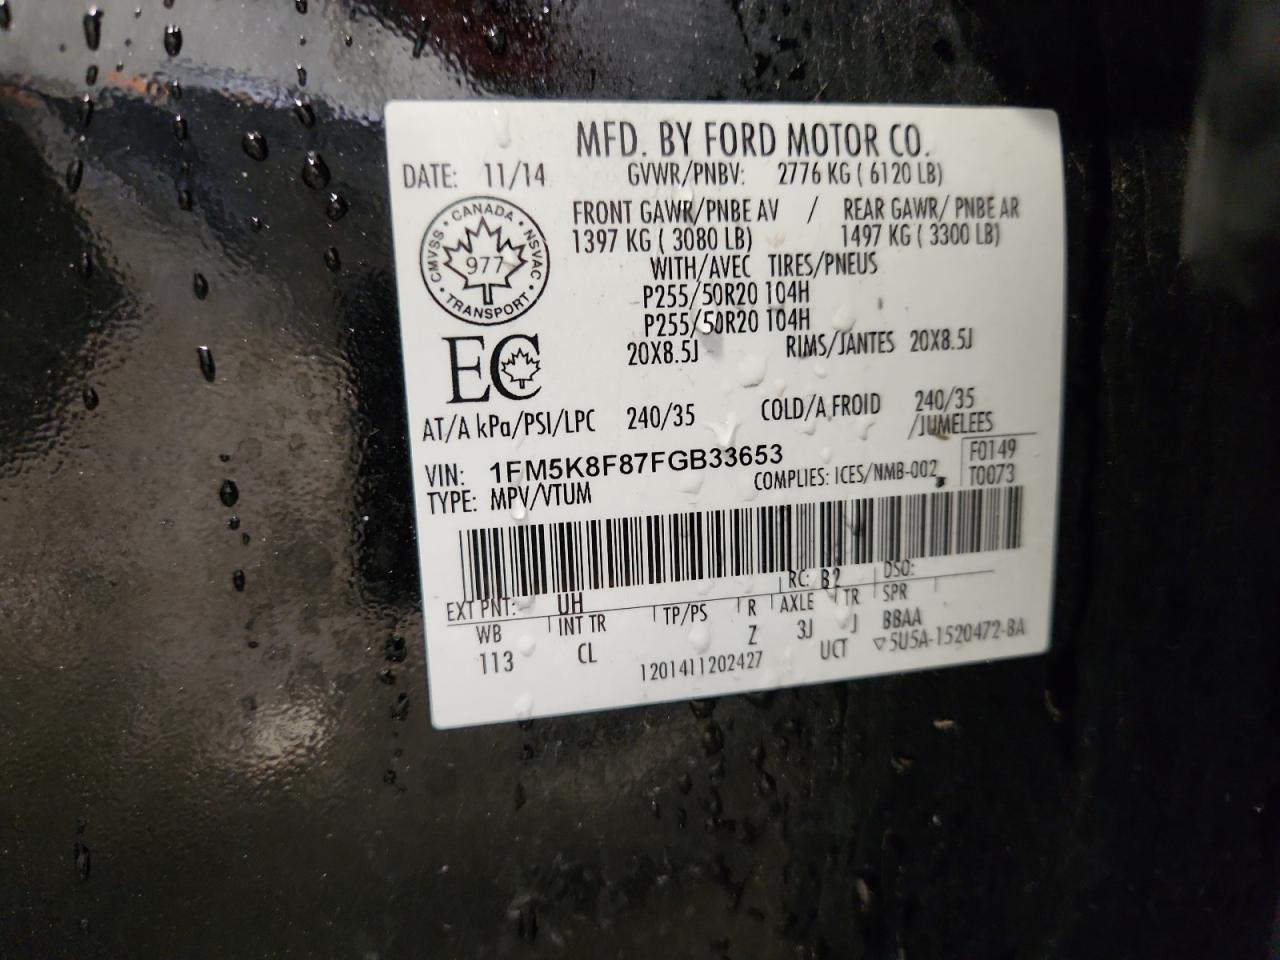 MFD. BY FORD MOTOR CO.
DATE: 11/14 GVWR/PNBV: 2776 KG ( 6120 LB)
FRONT GAWR/PNBE AV / REAR GAWR/ PNBE AR
1397 KG ( 3080 LB) 1497 KG ( 3300 LB)
WITH/AVEC TIRES/PNEUS
P255/50R20 104H
P255/50R20 104H
20X8.5J RIMS/JANTES 20X8.5J
CANADA · NSVAC · TRANSPORT · CMVSS
977
EC
AT/A kPa/PSI/LPC 240/35 COLD/A FROID 240/35
/JUMELEES
VIN: 1FM5K8F87FGB33653
TYPE: MPV/VTUM COMPLIES: ICES/NMB-002
F0149
T0073
RC: B2 DSO:
EXT PNT: UH
WB INT TR TP/PS R AXLE TR SPR
113 CL Z 3J J BBAA
1201411202427 UCT ▽5U5A-1520472-BA